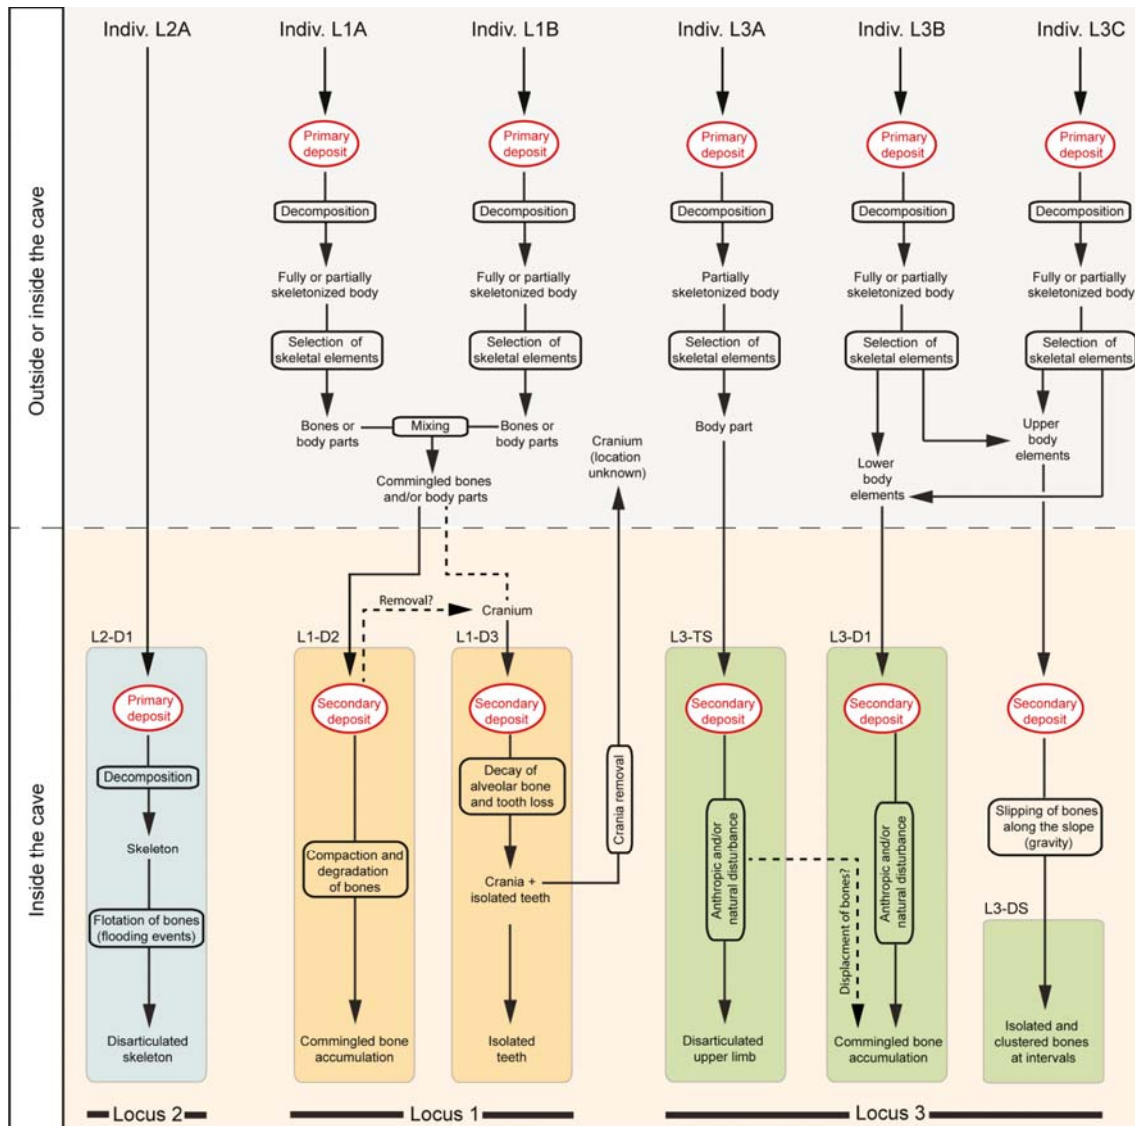 Indiv. L2A
Indiv. L1A
Indiv. L1B
Indiv. L3A
Indiv. L3B
Indiv. L3C
Outside or inside the cave
Primary
deposit
Primary
deposit
Primary
deposit
Primary
deposit
Primary
deposit
Decomposition
Decomposition
Decomposition
Decomposition
Decomposition
Fully or partially
skeletonized body
Fully or partially
skeletonized body
Partially
skeletonized body
Fully or partially
skeletonized body
Fully or partially
skeletonized body
Selection of
skeletal elements
Selection of
skeletal elements
Selection of
skeletal elements
Selection of
skeletal elements
Selection of
skeletal elements
Bones or
body parts
Mixing
Bones or
body parts
Cranium
(location
unknown)
Body part
Upper
body
elements
Lower
body
elements
Commingled bones
and/or body parts
Inside the cave
Removal?
Cranium
L2-D1
L1-D2
L1-D3
L3-TS
L3-D1
Primary
deposit
Secondary
deposit
Secondary
deposit
Secondary
deposit
Secondary
deposit
Secondary
deposit
Decomposition
Skeleton
Flotation of bones
(flooding events)
Disarticulated
skeleton
Compaction and
degradation
of bones
Commingled bone
accumulation
Decay of
alveolar bone
and tooth loss
Crania +
isolated teeth
Isolated
teeth
Crania removal
Anthropic and/or
natural disturbance
Disarticulated
upper limb
Displacment of bones?
Anthropic and/or
natural disturbance
Commingled bone
accumulation
Slipping of bones
along the slope
(gravity)
L3-DS
Isolated and
clustered bones
at intervals
Locus 2
Locus 1
Locus 3